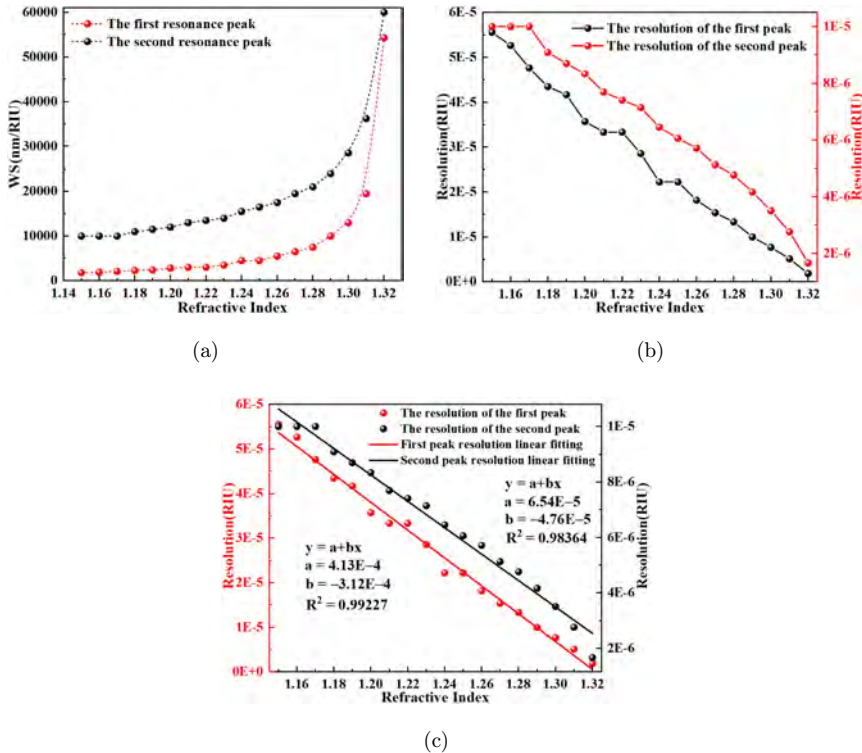 60000
50000
40000
30000
20000
10000
0
WS(nm/RIU)
The first resonance peak
The second resonance peak
1.14 1.16 1.18 1.20 1.22 1.24 1.26 1.28 1.30 1.32
Refractive Index
(a)
6E-5
5E-5
4E-5
3E-5
2E-5
1E-5
0E+0
Resolution(RIU)
The resolution of the first peak
The resolution of the second peak
1E-5
8E-6
6E-6
4E-6
2E-6
Resolution(RIU)
1.16 1.18 1.20 1.22 1.24 1.26 1.28 1.30 1.32
Refractive Index
(b)
6E-5
5E-5
4E-5
3E-5
2E-5
1E-5
0E+0
Resolution(RIU)
The resolution of the first peak
The resolution of the second peak
First peak resolution linear fitting
Second peak resolution linear fitting
y = a+bx
a = 6.54E−5
b = −4.76E−5
R² = 0.98364
y = a+bx
a = 4.13E−4
b = −3.12E−4
R² = 0.99227
1E-5
8E-6
6E-6
4E-6
2E-6
Resolution(RIU)
1.16 1.18 1.20 1.22 1.24 1.26 1.28 1.30 1.32
Refractive Index
(c)